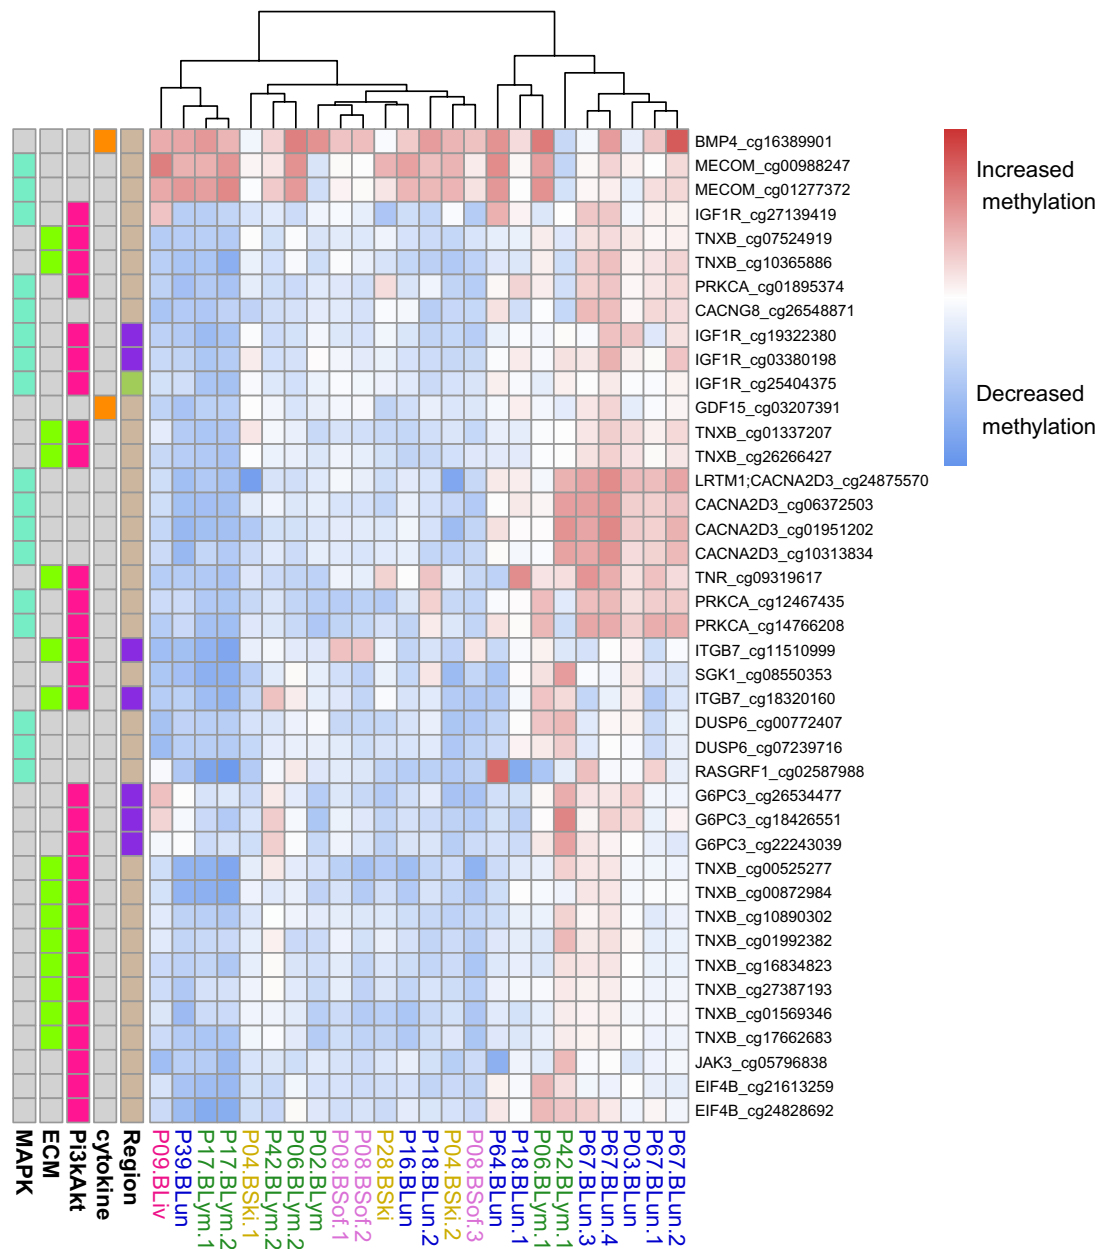 BMP4_cg16389901
MECOM_cg00988247
MECOM_cg01277372
IGF1R_cg27139419
TNXB_cg07524919
TNXB_cg10365886
PRKCA_cg01895374
CACNG8_cg26548871
IGF1R_cg19322380
IGF1R_cg03380198
IGF1R_cg25404375
GDF15_cg03207391
TNXB_cg01337207
TNXB_cg26266427
LRTM1;CACNA2D3_cg24875570
CACNA2D3_cg06372503
CACNA2D3_cg01951202
CACNA2D3_cg10313834
TNR_cg09319617
PRKCA_cg12467435
PRKCA_cg14766208
ITGB7_cg11510999
SGK1_cg08550353
ITGB7_cg18320160
DUSP6_cg00772407
DUSP6_cg07239716
RASGRF1_cg02587988
G6PC3_cg26534477
G6PC3_cg18426551
G6PC3_cg22243039
TNXB_cg00525277
TNXB_cg00872984
TNXB_cg10890302
TNXB_cg01992382
TNXB_cg16834823
TNXB_cg27387193
TNXB_cg01569346
TNXB_cg17662683
JAK3_cg05796838
EIF4B_cg21613259
EIF4B_cg24828692
Increased
methylation
Decreased
methylation
MAPK
ECM
Pi3kAkt
cytokine
Region
P09.BLiv
P39.BLun
P17.BLym.1
P17.BLym.2
P04.BSki.1
P42.BLym.2
P06.BLym.2
P02.BLym
P08.BSof.1
P08.BSof.2
P28.BSki
P16.BLun
P18.BLun.2
P04.BSki.2
P08.BSof.3
P64.BLun
P18.BLun.1
P06.BLym.1
P42.BLym.1
P67.BLun.3
P67.BLun.4
P03.BLun
P67.BLun.1
P67.BLun.2